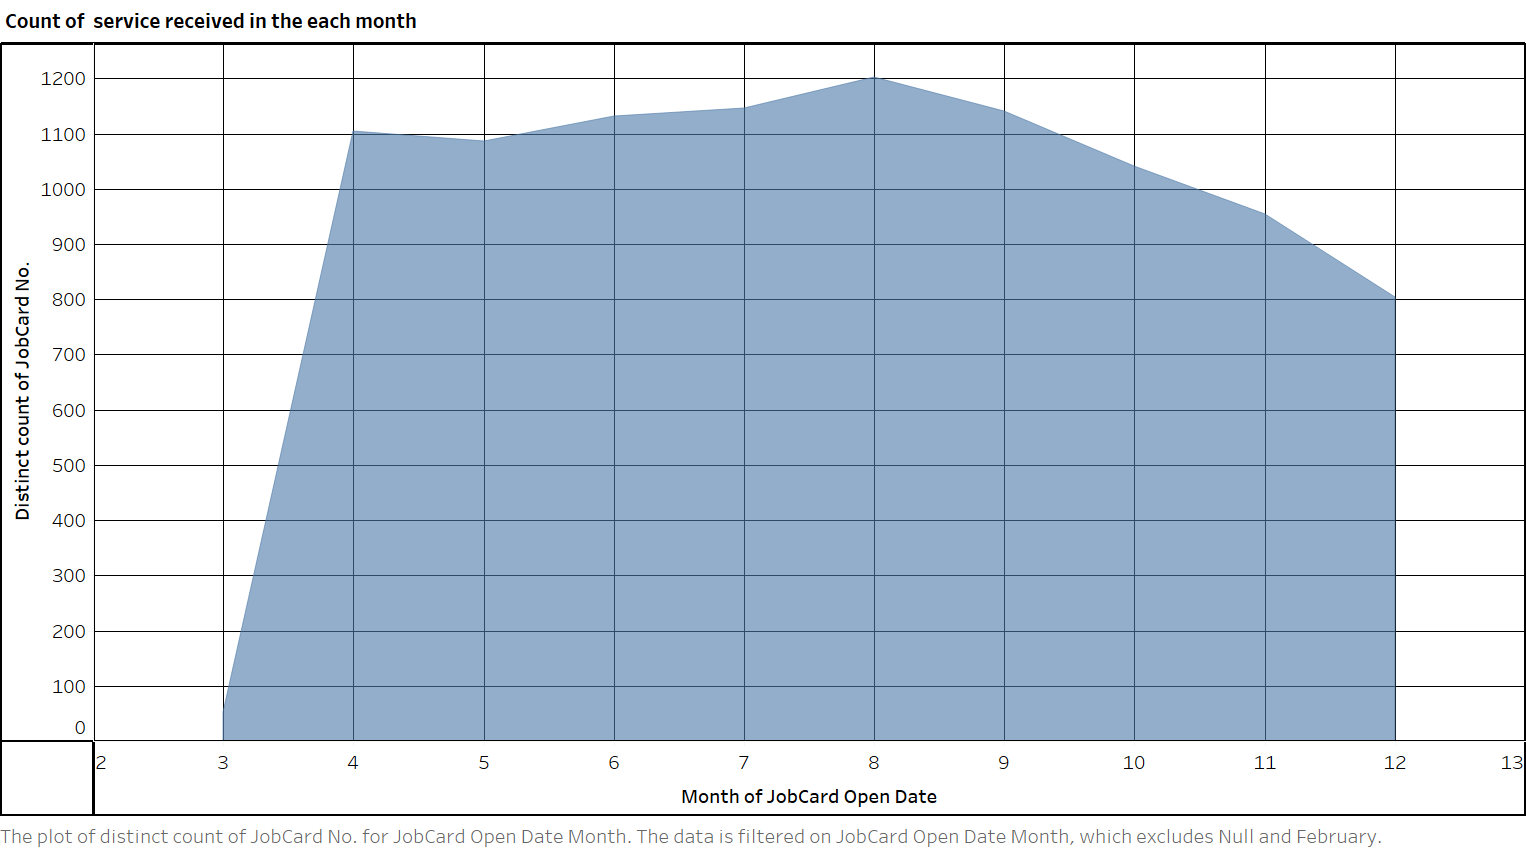 Count of  service received in the each month
Distinct count of JobCard No.
1200
1100
1000
900
800
700
600
500
400
300
200
100
0
2 3 4 5 6 7 8 9 10 11 12 13
Month of JobCard Open Date
The plot of distinct count of JobCard No. for JobCard Open Date Month. The data is filtered on JobCard Open Date Month, which excludes Null and February.